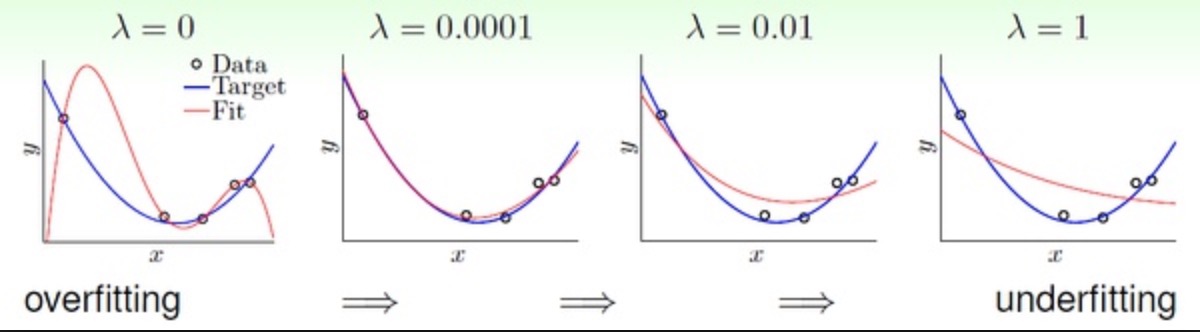 λ = 0
λ = 0.0001
λ = 0.01
λ = 1
Data
Target
Fit
y
x
y
x
y
x
y
x
overfitting ⟹ ⟹ ⟹ underfitting